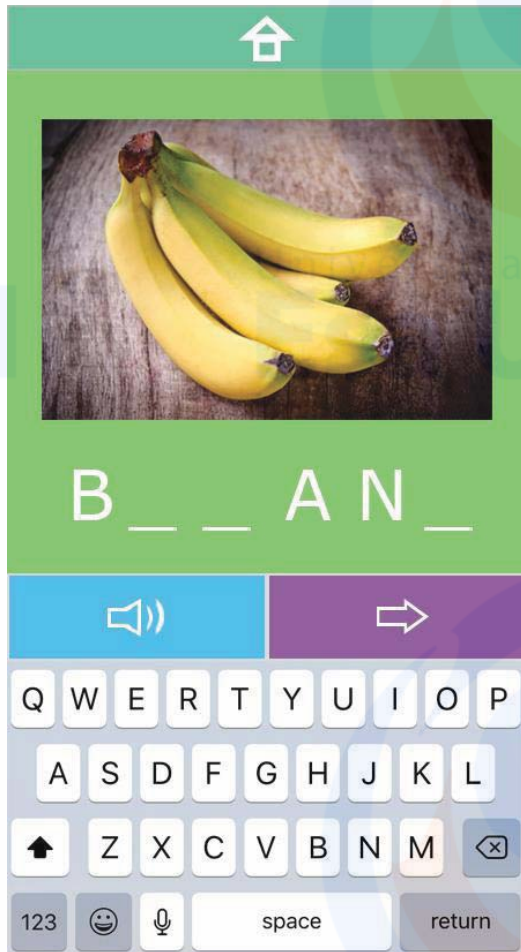 B _ _ A N _
Q W E R T Y U I O P
A S D F G H J K L
Z X C V B N M
123 space return